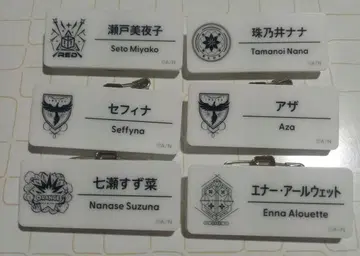 瀬戸美夜子
Seto Miyako
RED
珠乃井ナナ
Tamanoi Nana
セフィナ
Seffyna
アザ
Aza
七瀬すず菜
Nanase Suzuna
エナー・アールウェット
Enna Alouette